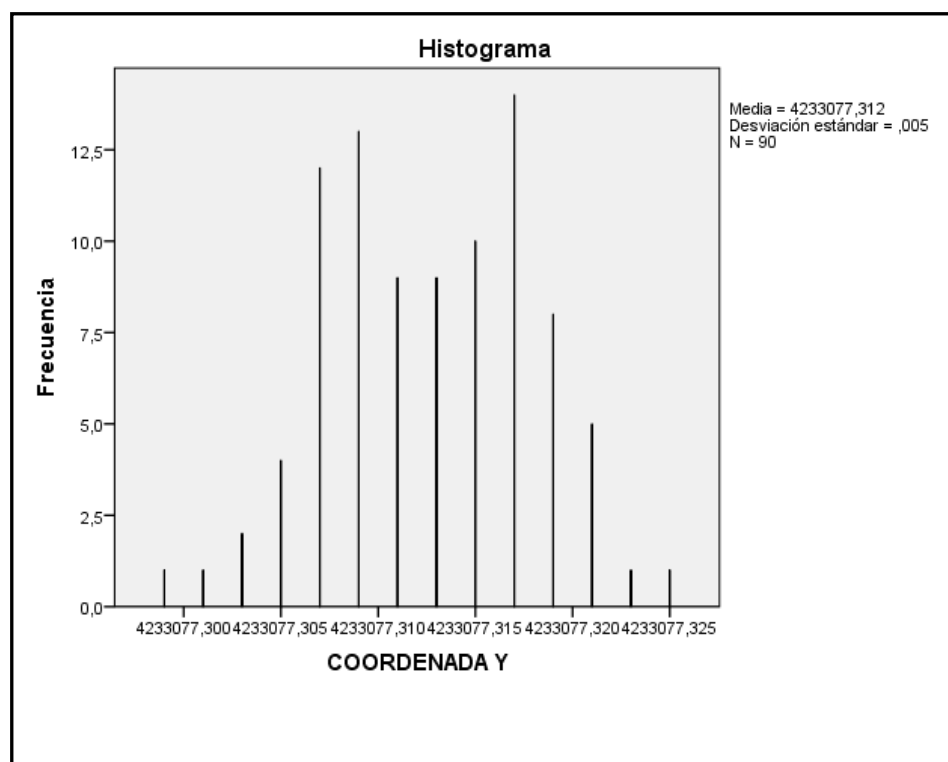 Histograma
Media = 4233077,312
Desviación estándar = ,005
N = 90
Frecuencia
12,5
10,0
7,5
5,0
2,5
0,0
4233077,300 4233077,305 4233077,310 4233077,315 4233077,320 4233077,325
COORDENADA Y